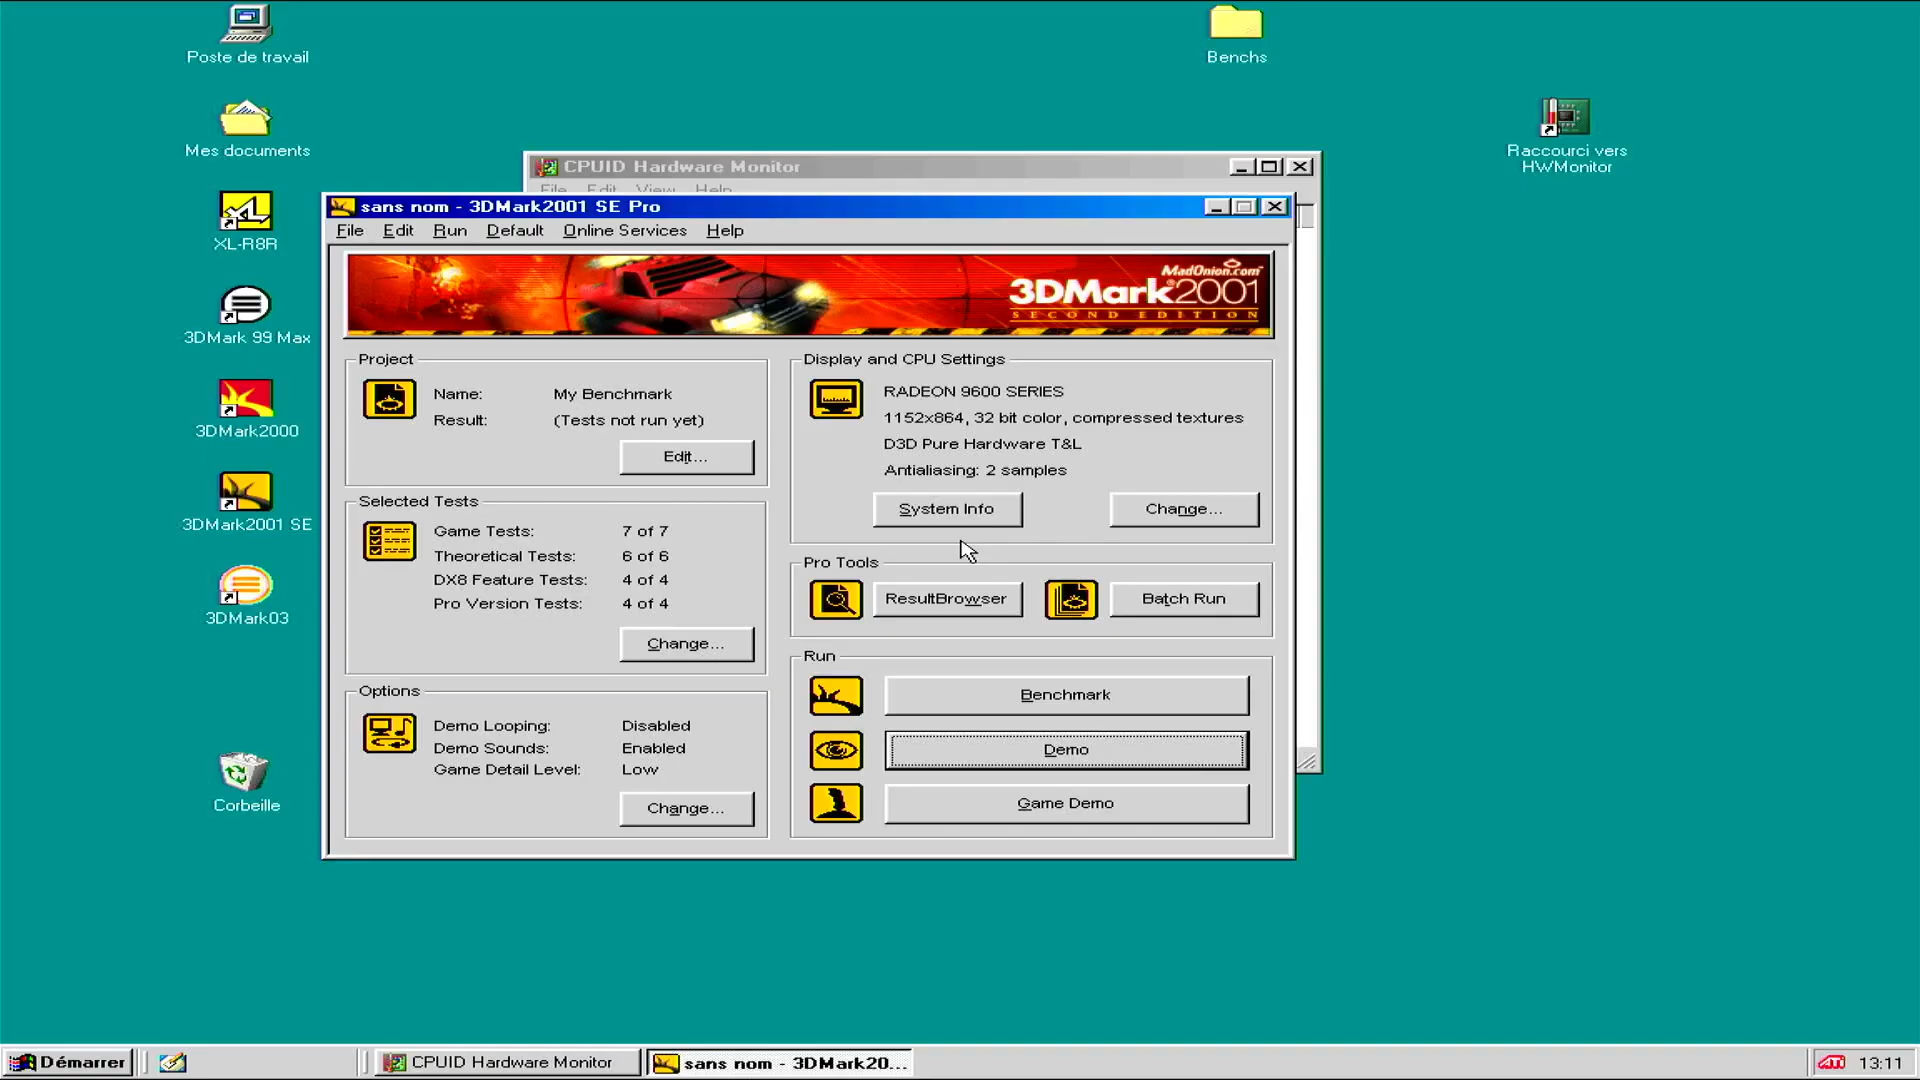 Poste de travail
Mes documents
XL-R8R
3DMark 99 Max
3DMark2000
3DMark2001 SE
3DMark03
Corbeille
Benchs
Raccourci vers
HWMonitor
CPUID Hardware Monitor
File Edit View Help
sans nom - 3DMark2001 SE Pro
File Edit Run Default Online Services Help
MadOnion.com
3DMark2001
SECOND EDITION
Project
Name: My Benchmark
Result: (Tests not run yet)
Edit...
Selected Tests
Game Tests: 7 of 7
Theoretical Tests: 6 of 6
DX8 Feature Tests: 4 of 4
Pro Version Tests: 4 of 4
Change...
Options
Demo Looping: Disabled
Demo Sounds: Enabled
Game Detail Level: Low
Change...
Display and CPU Settings
RADEON 9600 SERIES
1152x864, 32 bit color, compressed textures
D3D Pure Hardware T&L
Antialiasing: 2 samples
System Info Change...
Pro Tools
ResultBrowser Batch Run
Run
Benchmark
Demo
Game Demo
Démarrer CPUID Hardware Monitor sans nom - 3DMark20... ATI 13:11